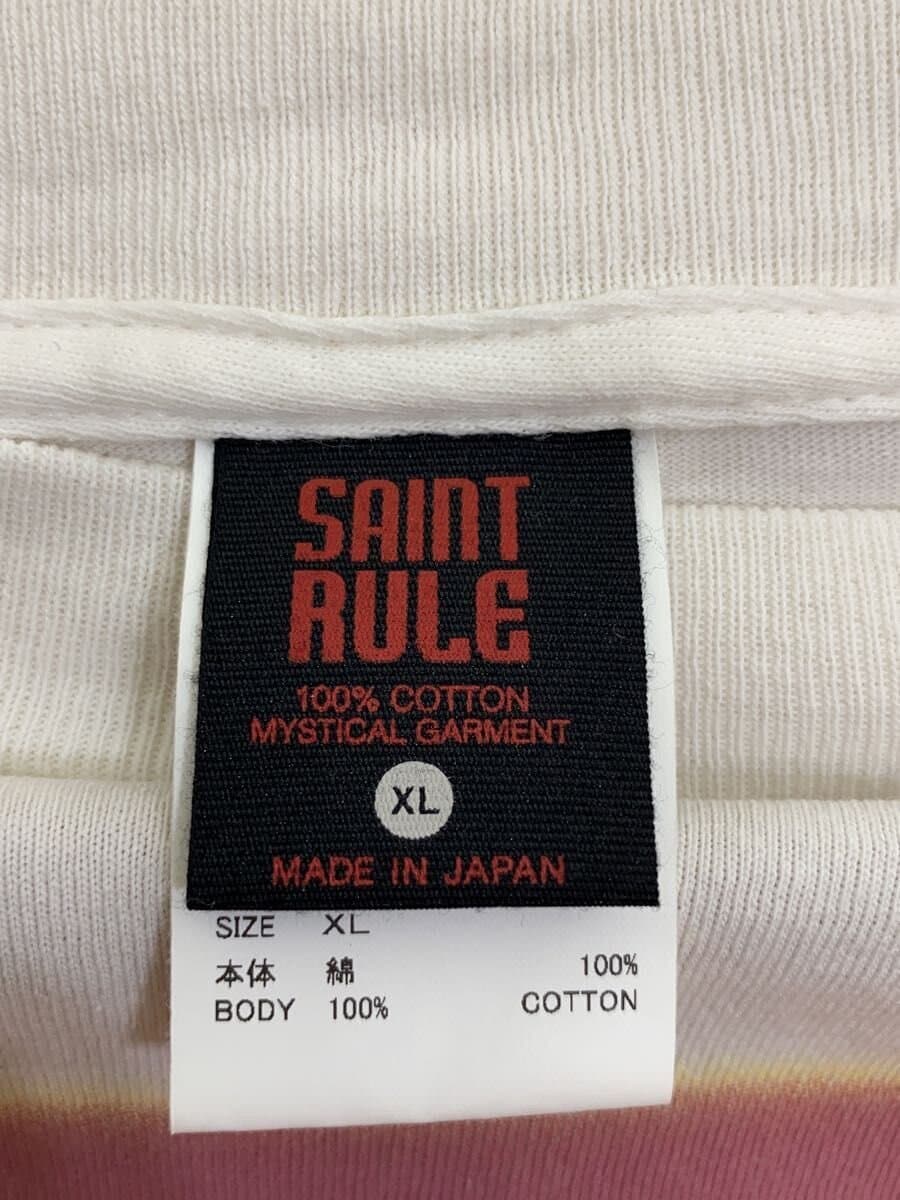 SAINT
RULE
100% COTTON
MYSTICAL GARMENT
XL
MADE IN JAPAN
SIZE XL
本体 綿 100%
BODY 100% COTTON